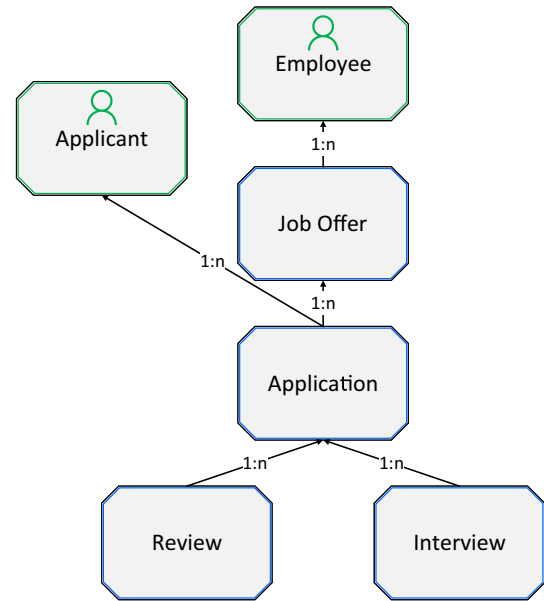 Employee
Applicant
1:n
Job Offer
1:n
1:n
Application
1:n
1:n
Review
Interview